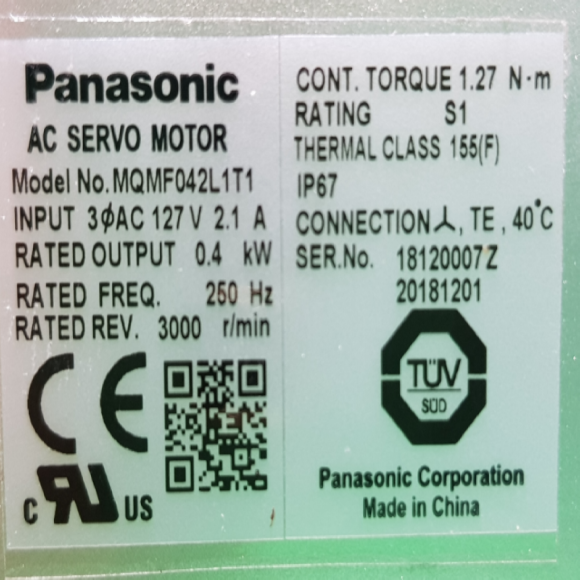 Panasonic
AC SERVO MOTOR
Model No.MQMF042L1T1
INPUT 3ϕAC 127 V 2.1 A
RATED OUTPUT 0.4 kW
RATED FREQ. 250 Hz
RATED REV. 3000 r/min
CE
c RU US
CONT. TORQUE 1.27 N·m
RATING S1
THERMAL CLASS 155(F)
IP67
CONNECTION⅄, TE , 40°C
SER.No. 18120007Z
20181201
TÜV
SÜD
Panasonic Corporation
Made in China